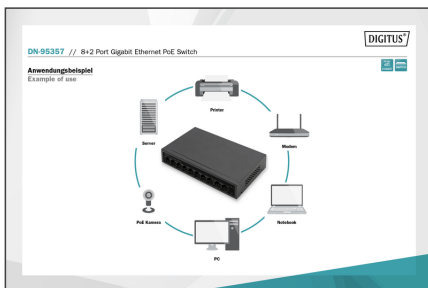 DIGITUS®
DN-95357 // 8+2 Port Gigabit Ethernet PoE Switch
Anwendungsbeispiel
Example of use
Printer
Server
Modem
PoE Kamera
Notebook
PC